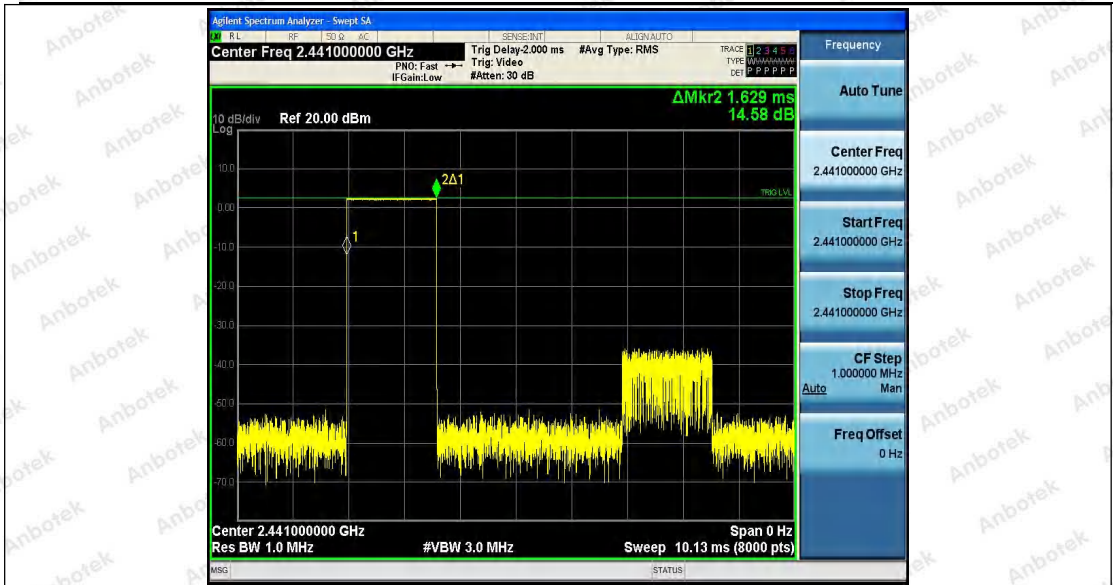 Agilent Spectrum Analyzer - Swept SA
RL RF 50 Ω AC SENSE:INT ALIGNAUTO
Center Freq 2.441000000 GHz
PNO: Fast
IFGain:Low
Trig Delay-2.000 ms
Trig: Video
#Atten: 30 dB
#Avg Type: RMS
TRACE 1 2 3 4 5 6
TYPE
DET P P P P P P
ΔMkr2 1.629 ms
14.58 dB
10 dB/div Ref 20.00 dBm
Log
10.0
0.00
-10.0
-20.0
-30.0
-40.0
-50.0
-60.0
-70.0
2Δ1
1
TRIG LVL
Center 2.441000000 GHz
Span 0 Hz
Res BW 1.0 MHz
#VBW 3.0 MHz
Sweep 10.13 ms (8000 pts)
MSG
STATUS
Frequency
Auto Tune
Center Freq
2.441000000 GHz
Start Freq
2.441000000 GHz
Stop Freq
2.441000000 GHz
CF Step
1.000000 MHz
Auto Man
Freq Offset
0 Hz
Anbotek